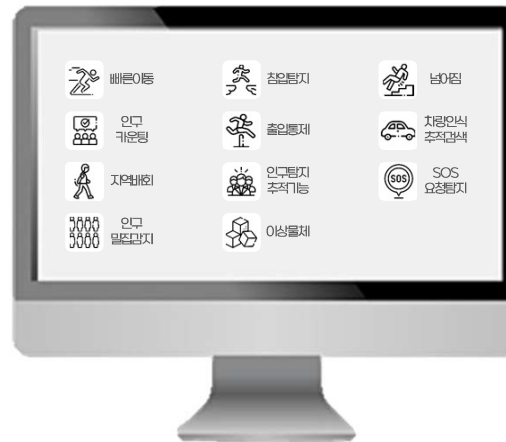 빠른이동
침입탐지
넘어짐
인구
카운팅
출입통제
차량인식
추적검색
지역배회
인구탐지
추적기능
SOS
SOS
요청탐지
인구
밀집감지
이상물체